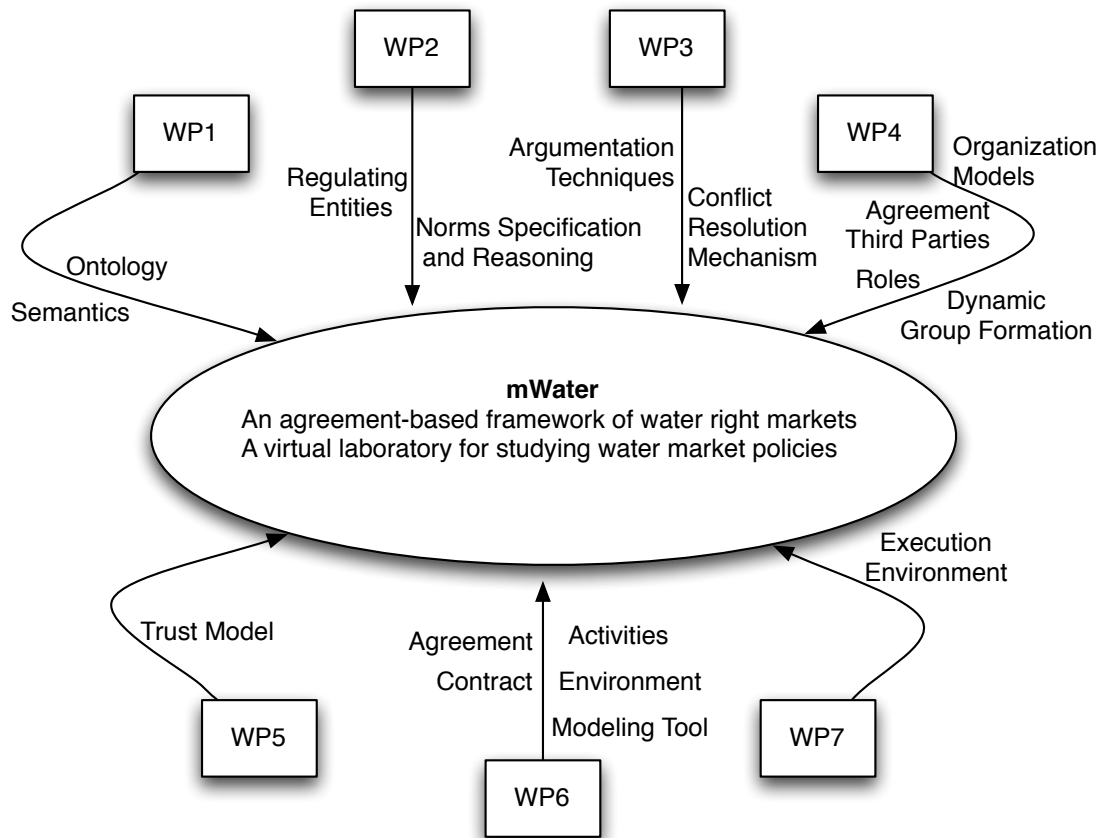 WP2
WP3
WP1
WP4
Organization
Models
Argumentation
Techniques
Regulating
Entities
Conflict
Resolution
Mechanism
Agreement
Third Parties
Norms Specification
and Reasoning
Ontology
Semantics
Roles
Dynamic
Group Formation
mWater
An agreement-based framework of water right markets
A virtual laboratory for studying water market policies
Execution
Environment
Trust Model
Agreement
Contract
Activities
Environment
Modeling Tool
WP5
WP6
WP7